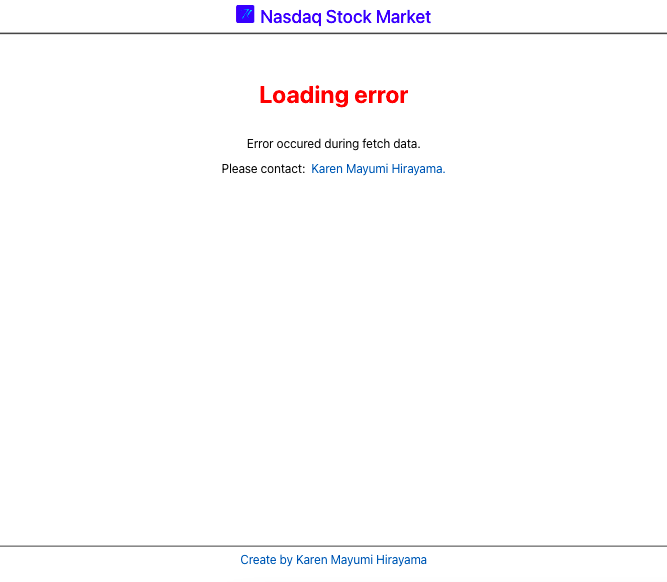 Nasdaq Stock Market
Loading error
Error occured during fetch data.
Please contact: Karen Mayumi Hirayama.
Create by Karen Mayumi Hirayama